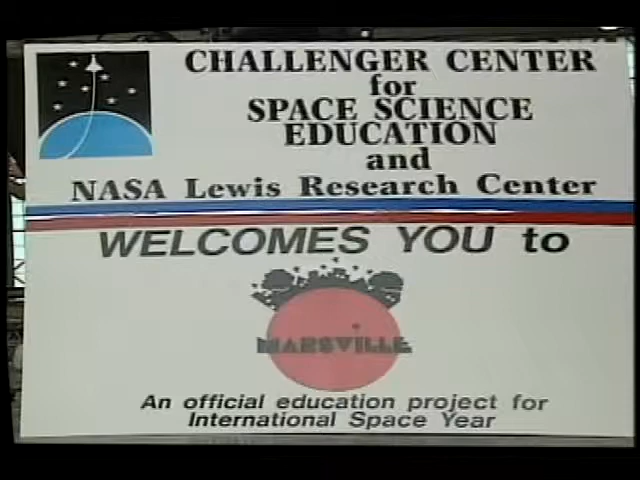 CHALLENGER CENTER
for
SPACE SCIENCE
EDUCATION
and
NASA Lewis Research Center
WELCOMES YOU to
MARSVILLE
An official education project for
International Space Year